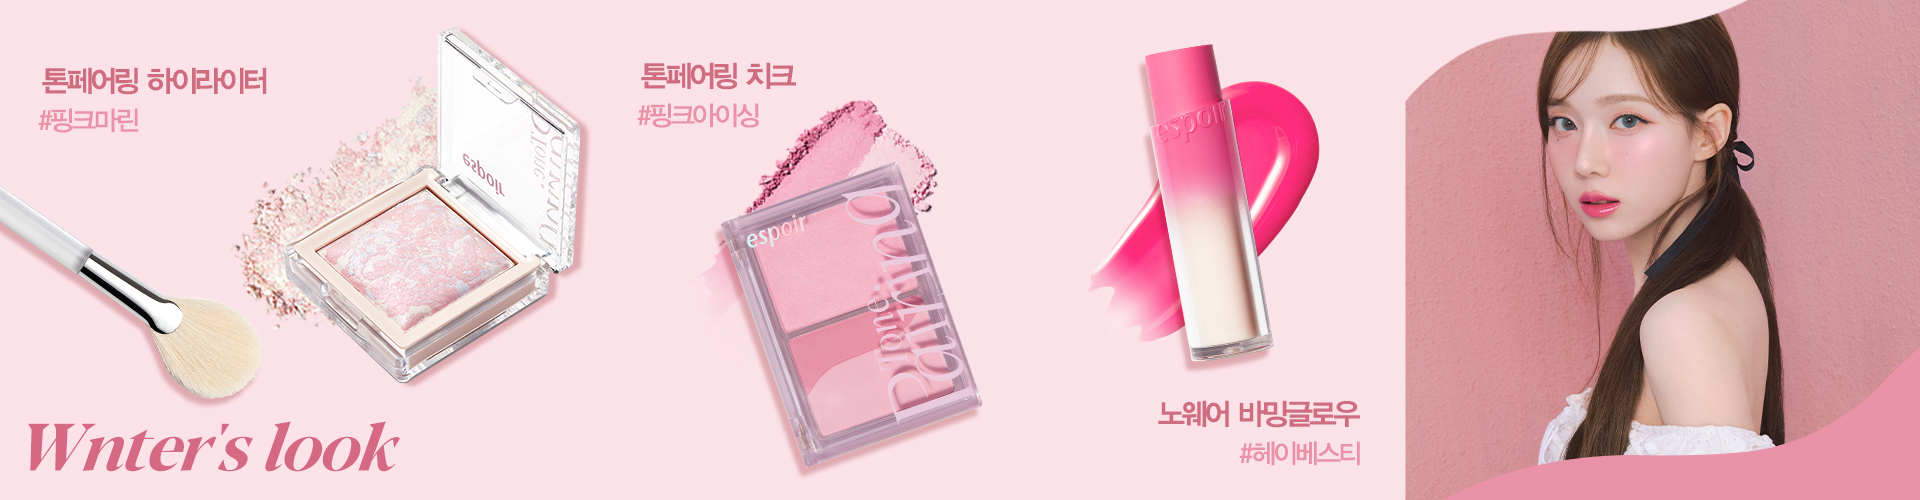 톤페어링 하이라이터
#핑크마린
espoir
톤페어링 치크
#핑크아이싱
espoir
Tone Pairing
espoir
노웨어 바밍글로우
#헤이베스티
Wnter's look